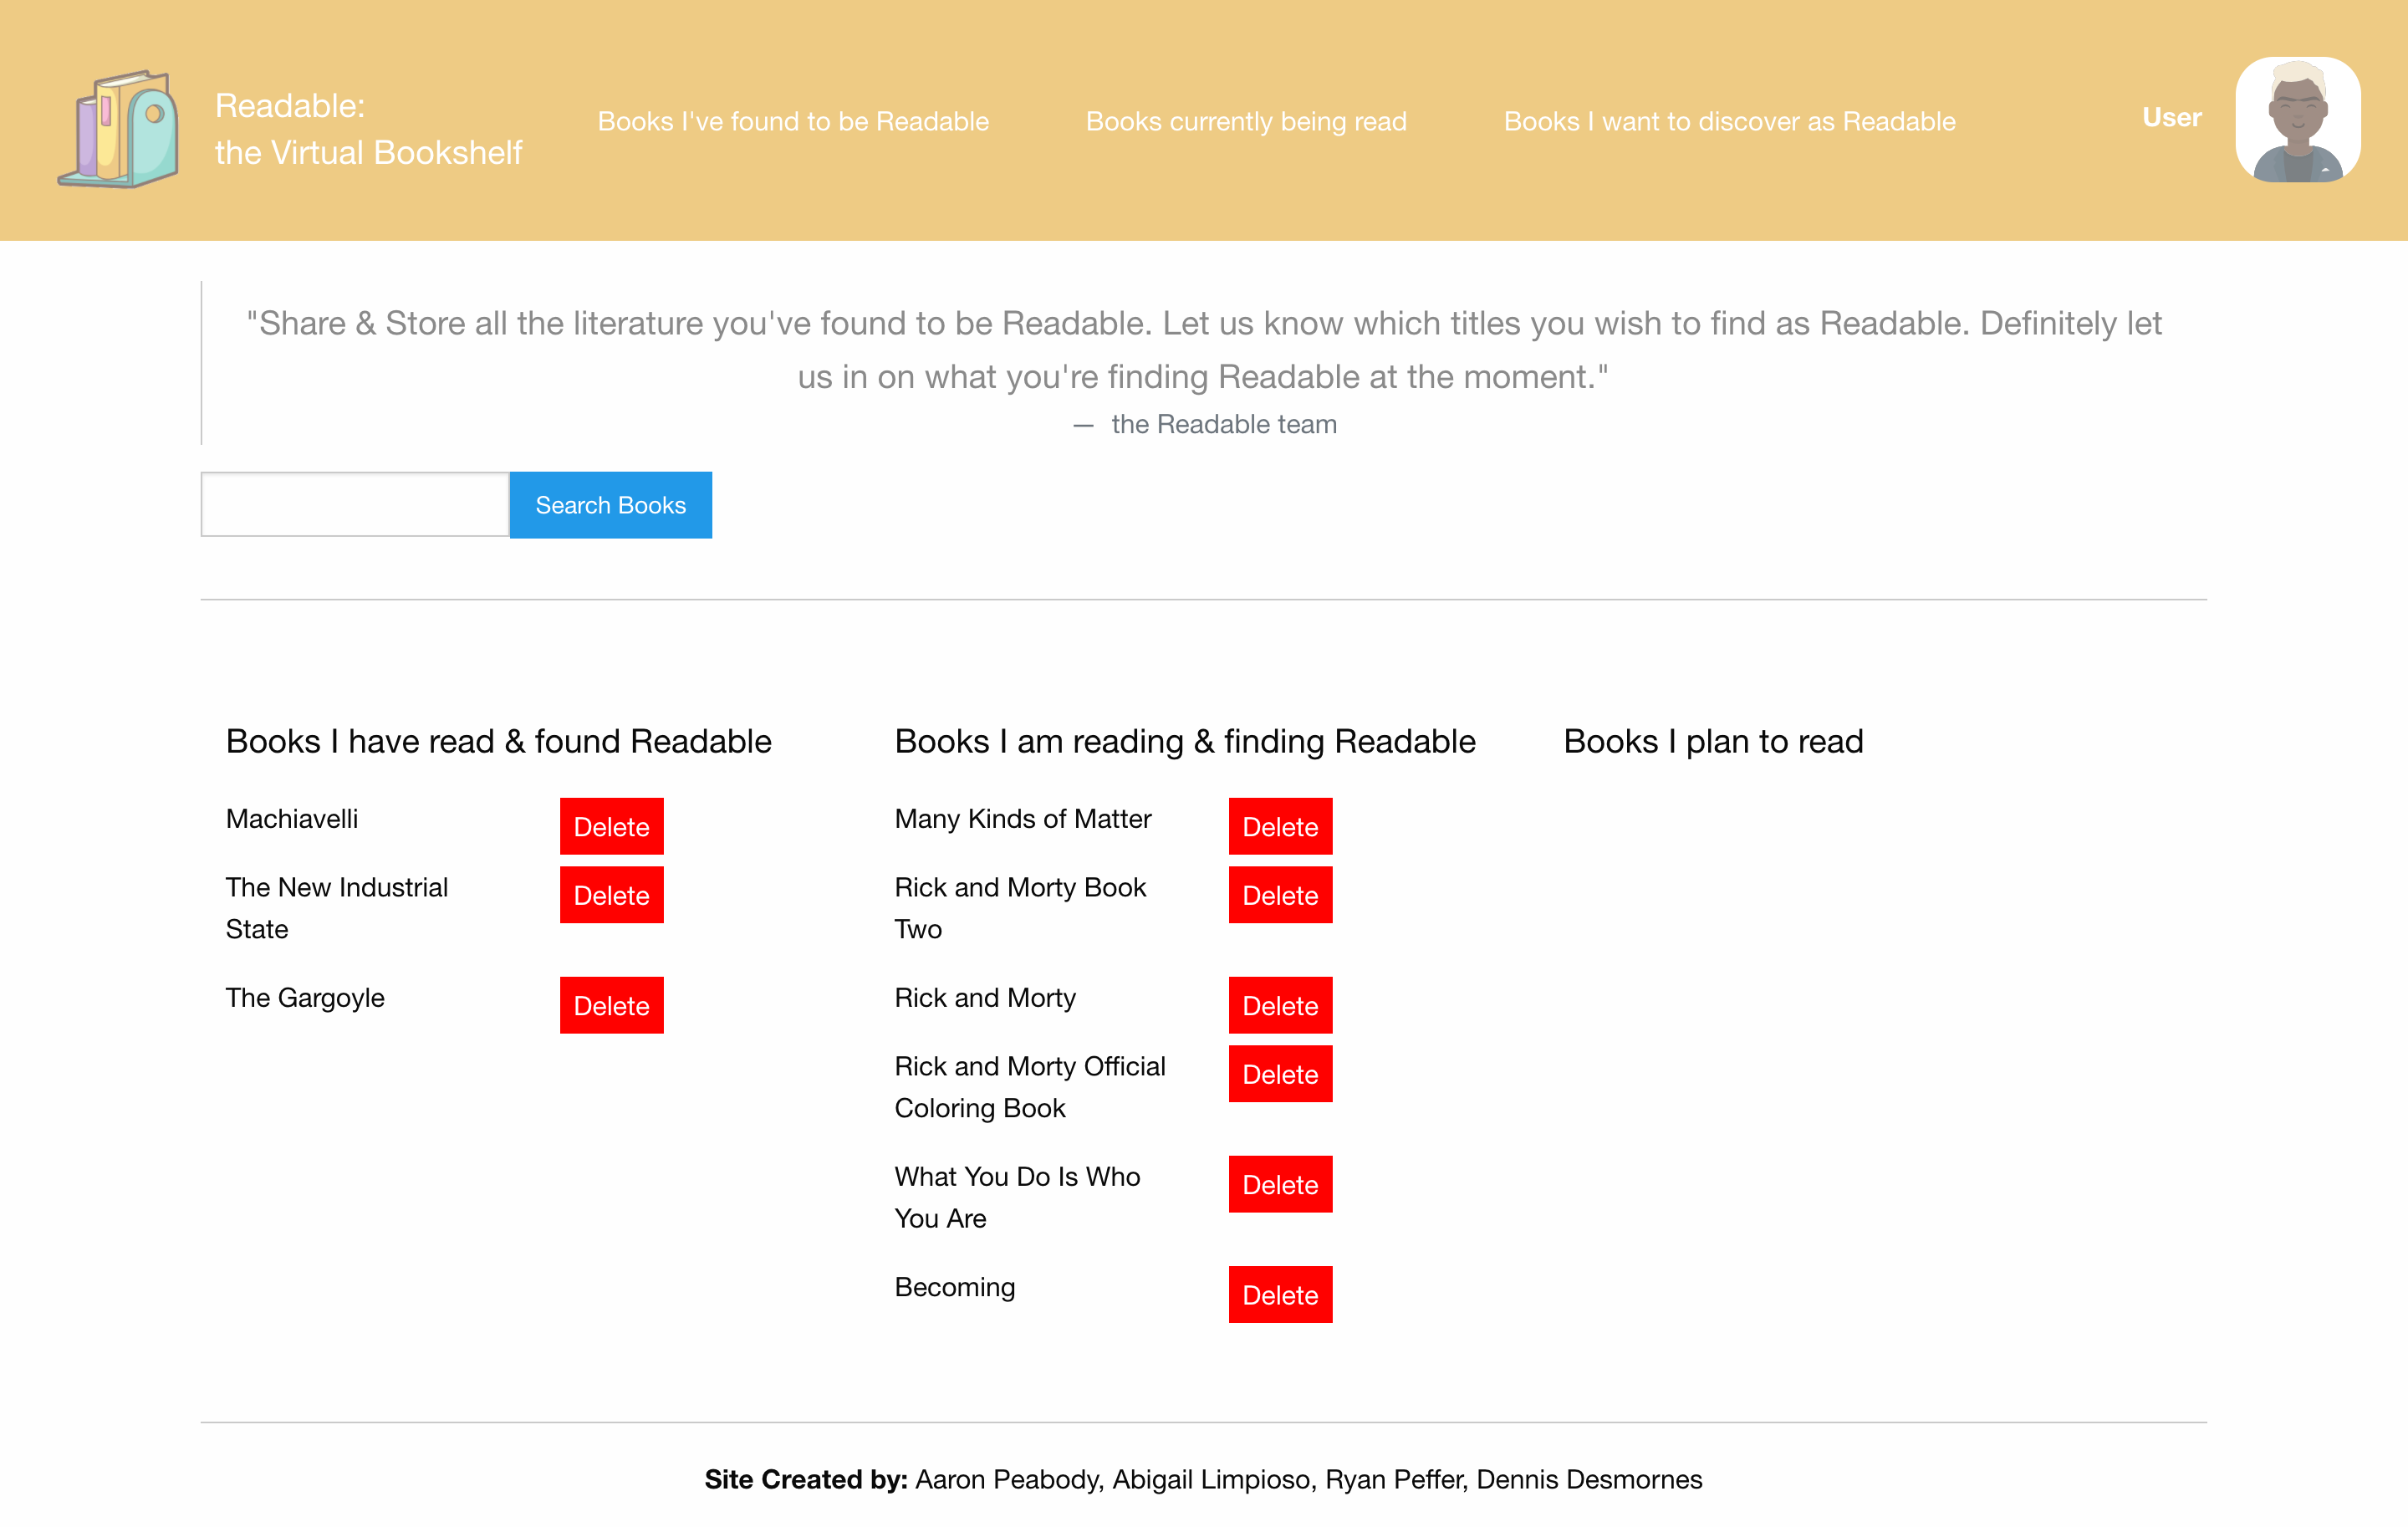 Readable:
the Virtual Bookshelf
Books I've found to be Readable
Books currently being read
Books I want to discover as Readable
User
"Share & Store all the literature you've found to be Readable. Let us know which titles you wish to find as Readable. Definitely let
us in on what you're finding Readable at the moment."
— the Readable team
Search Books
Books I have read & found Readable
Machiavelli
Delete
The New Industrial
State
Delete
The Gargoyle
Delete
Books I am reading & finding Readable
Many Kinds of Matter
Delete
Rick and Morty Book
Two
Delete
Rick and Morty
Delete
Rick and Morty Official
Coloring Book
Delete
What You Do Is Who
You Are
Delete
Becoming
Delete
Books I plan to read
Site Created by: Aaron Peabody, Abigail Limpioso, Ryan Peffer, Dennis Desmornes